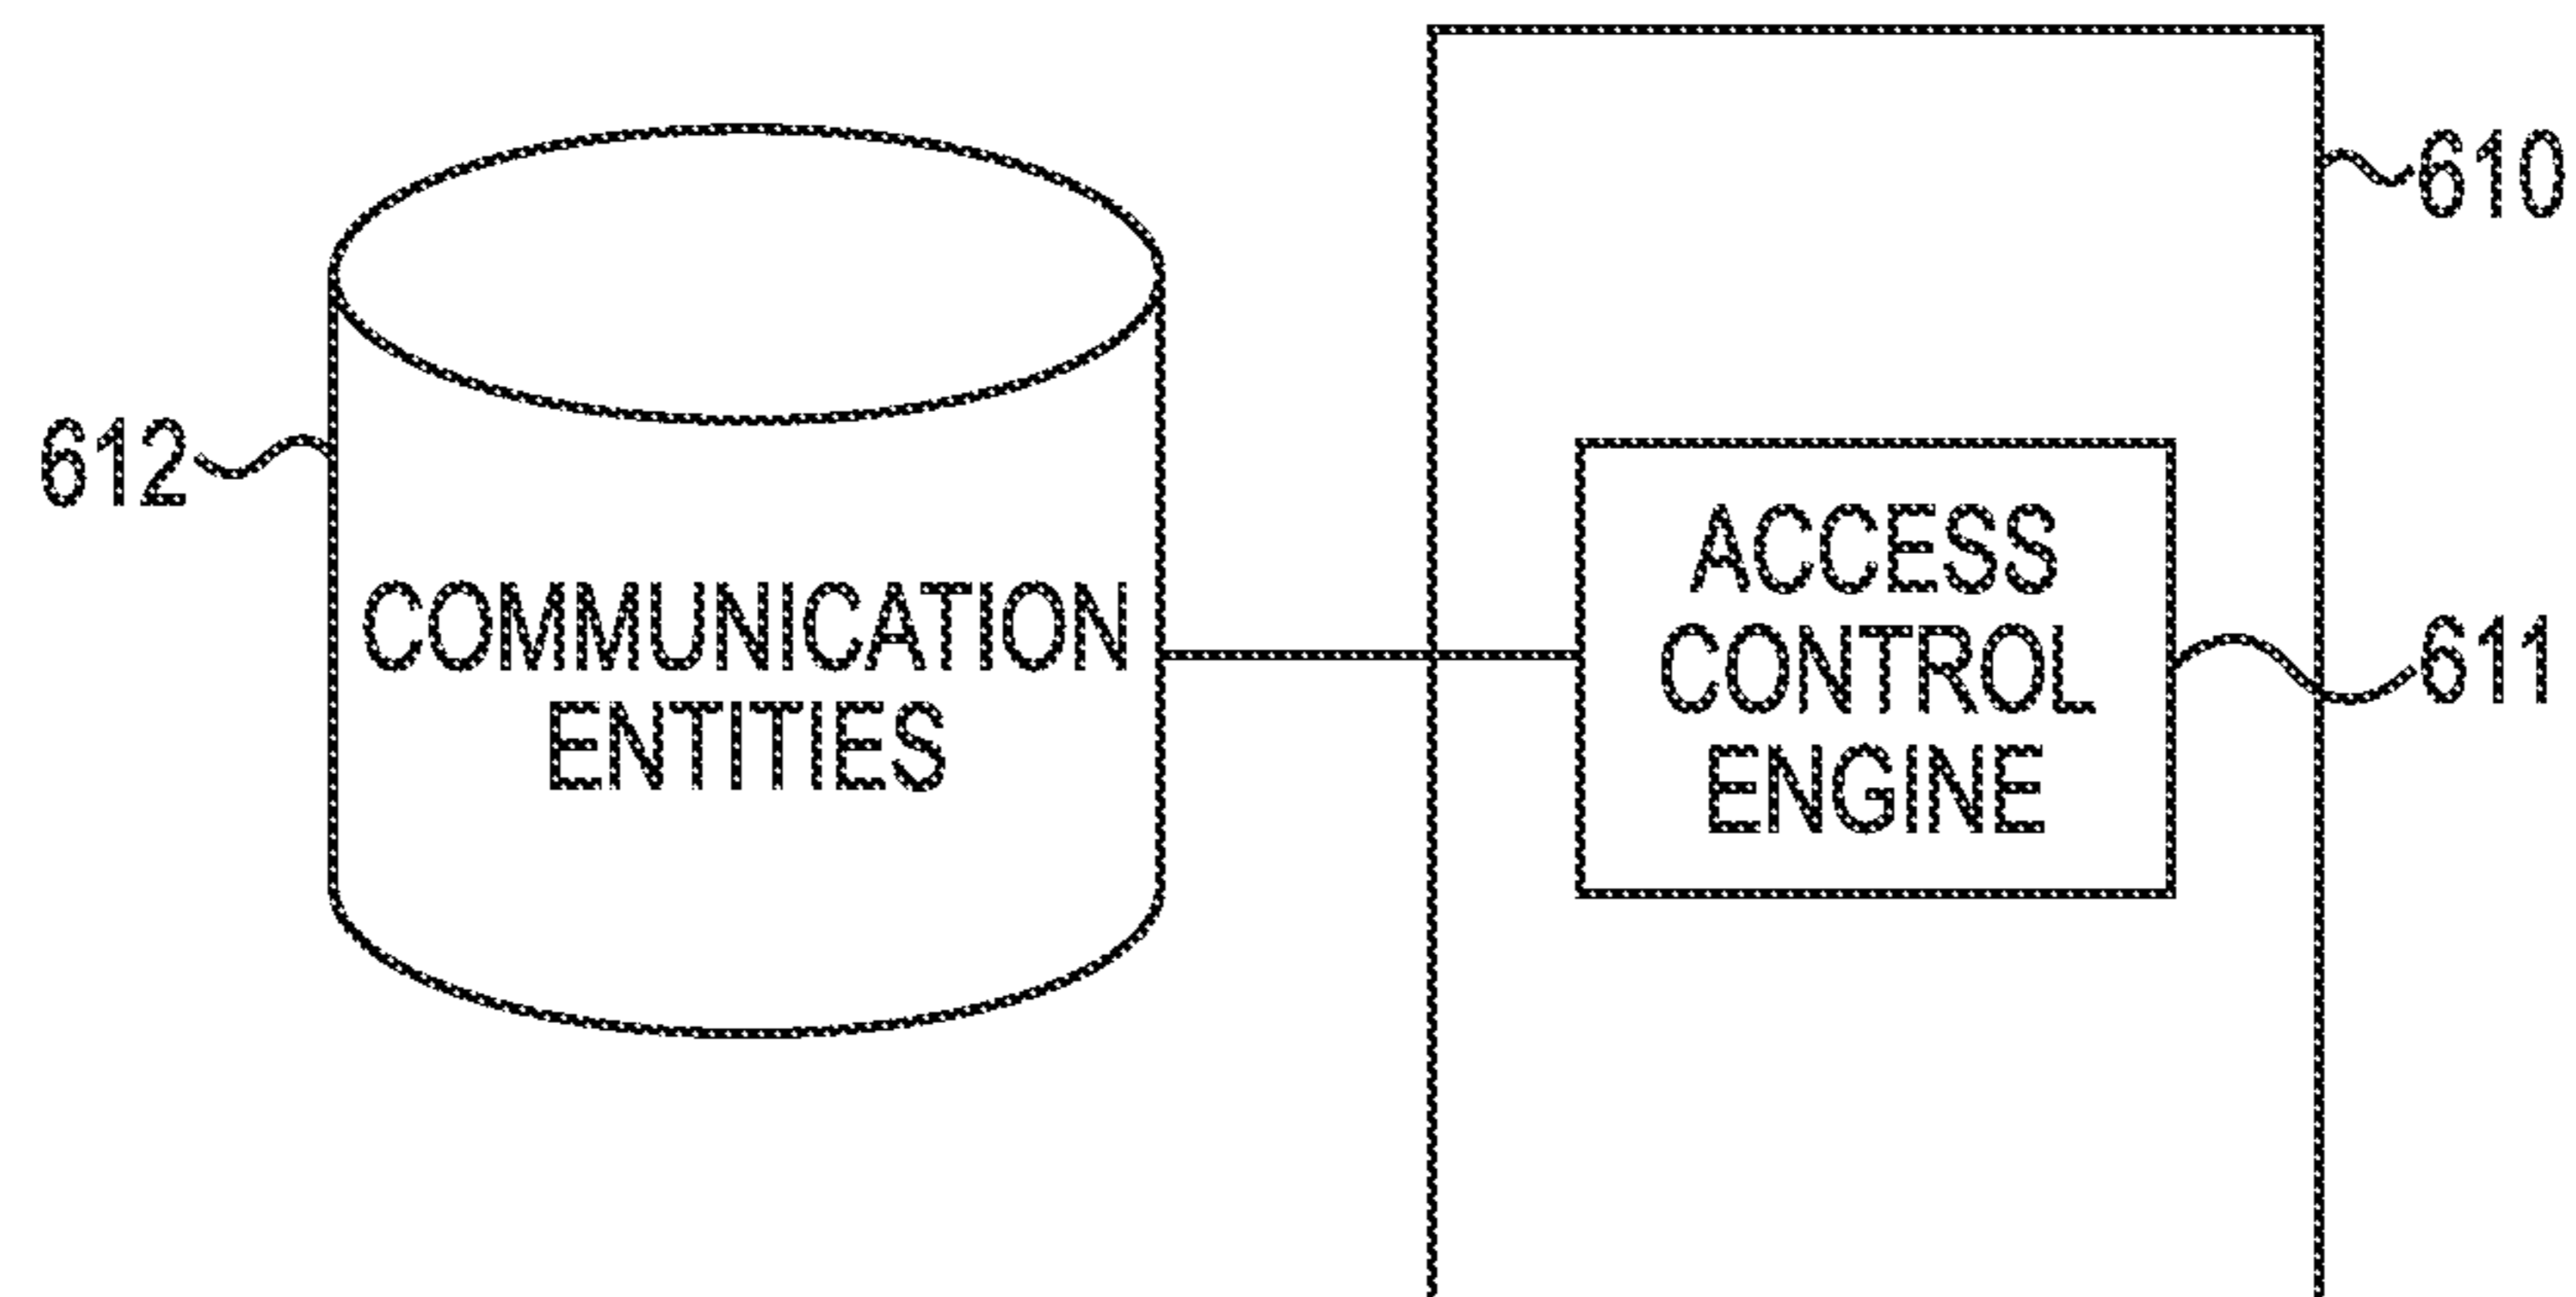 610
612
COMMUNICATION
ENTITIES
ACCESS
CONTROL
ENGINE
611